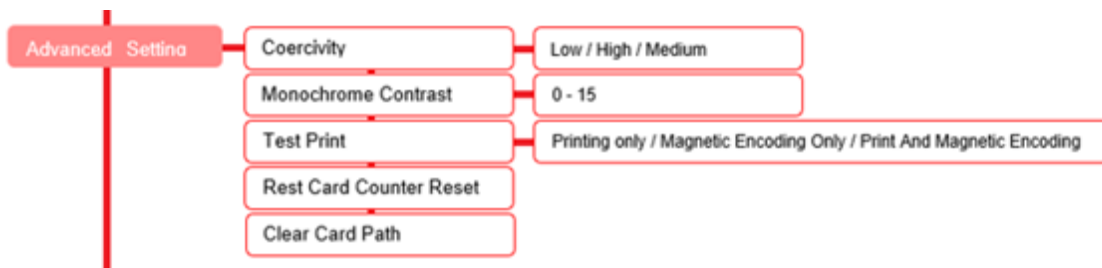 Advanced Setting
Coercivity
Low / High / Medium
Monochrome Contrast
0 - 15
Test Print
Printing only / Magnetic Encoding Only / Print And Magnetic Encoding
Rest Card Counter Reset
Clear Card Path